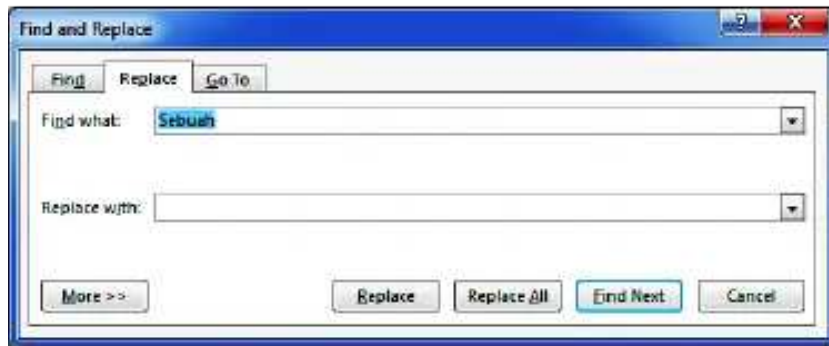 Find and Replace
Find Replace Go To
Find what: Sebuah
Replace with:
More >> Replace Replace All Find Next Cancel